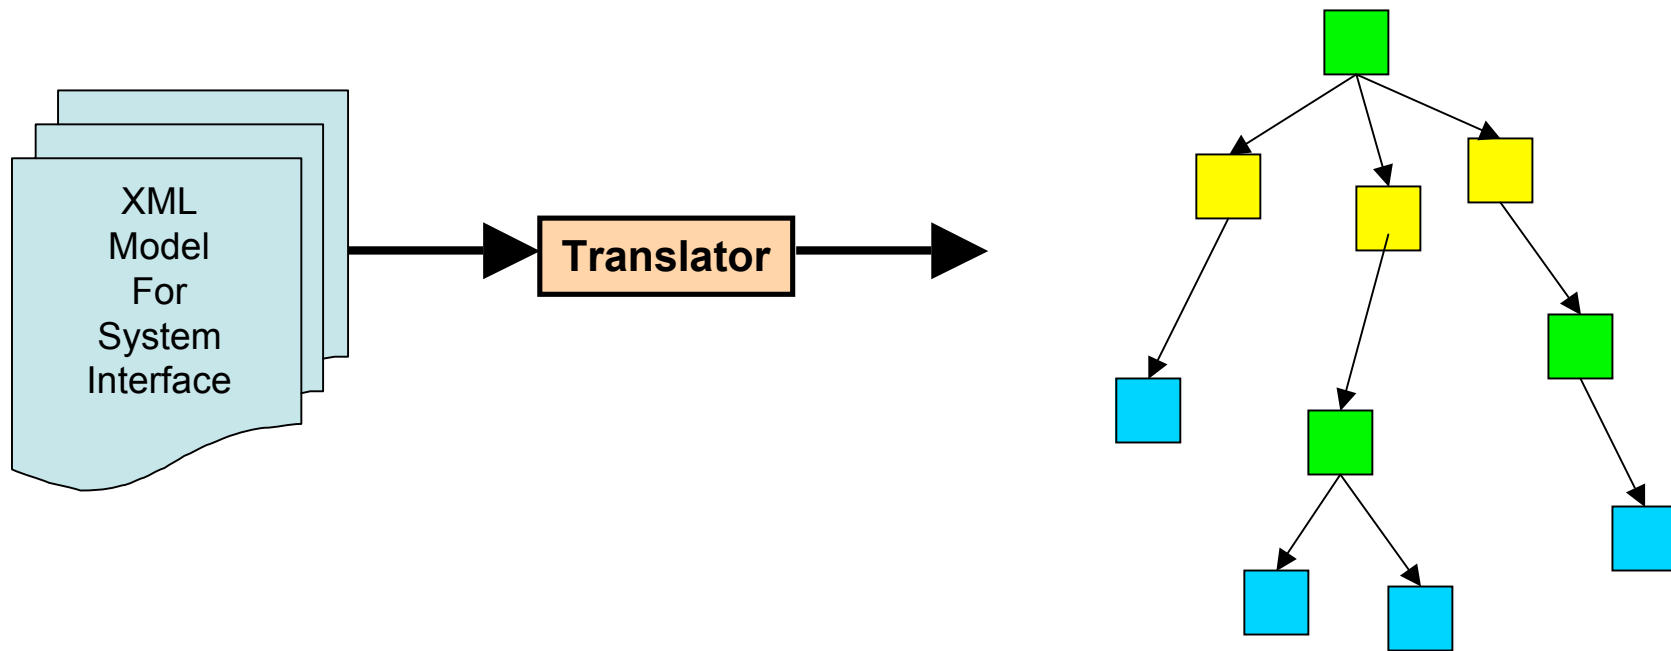 XML
Model
For
System
Interface
Translator